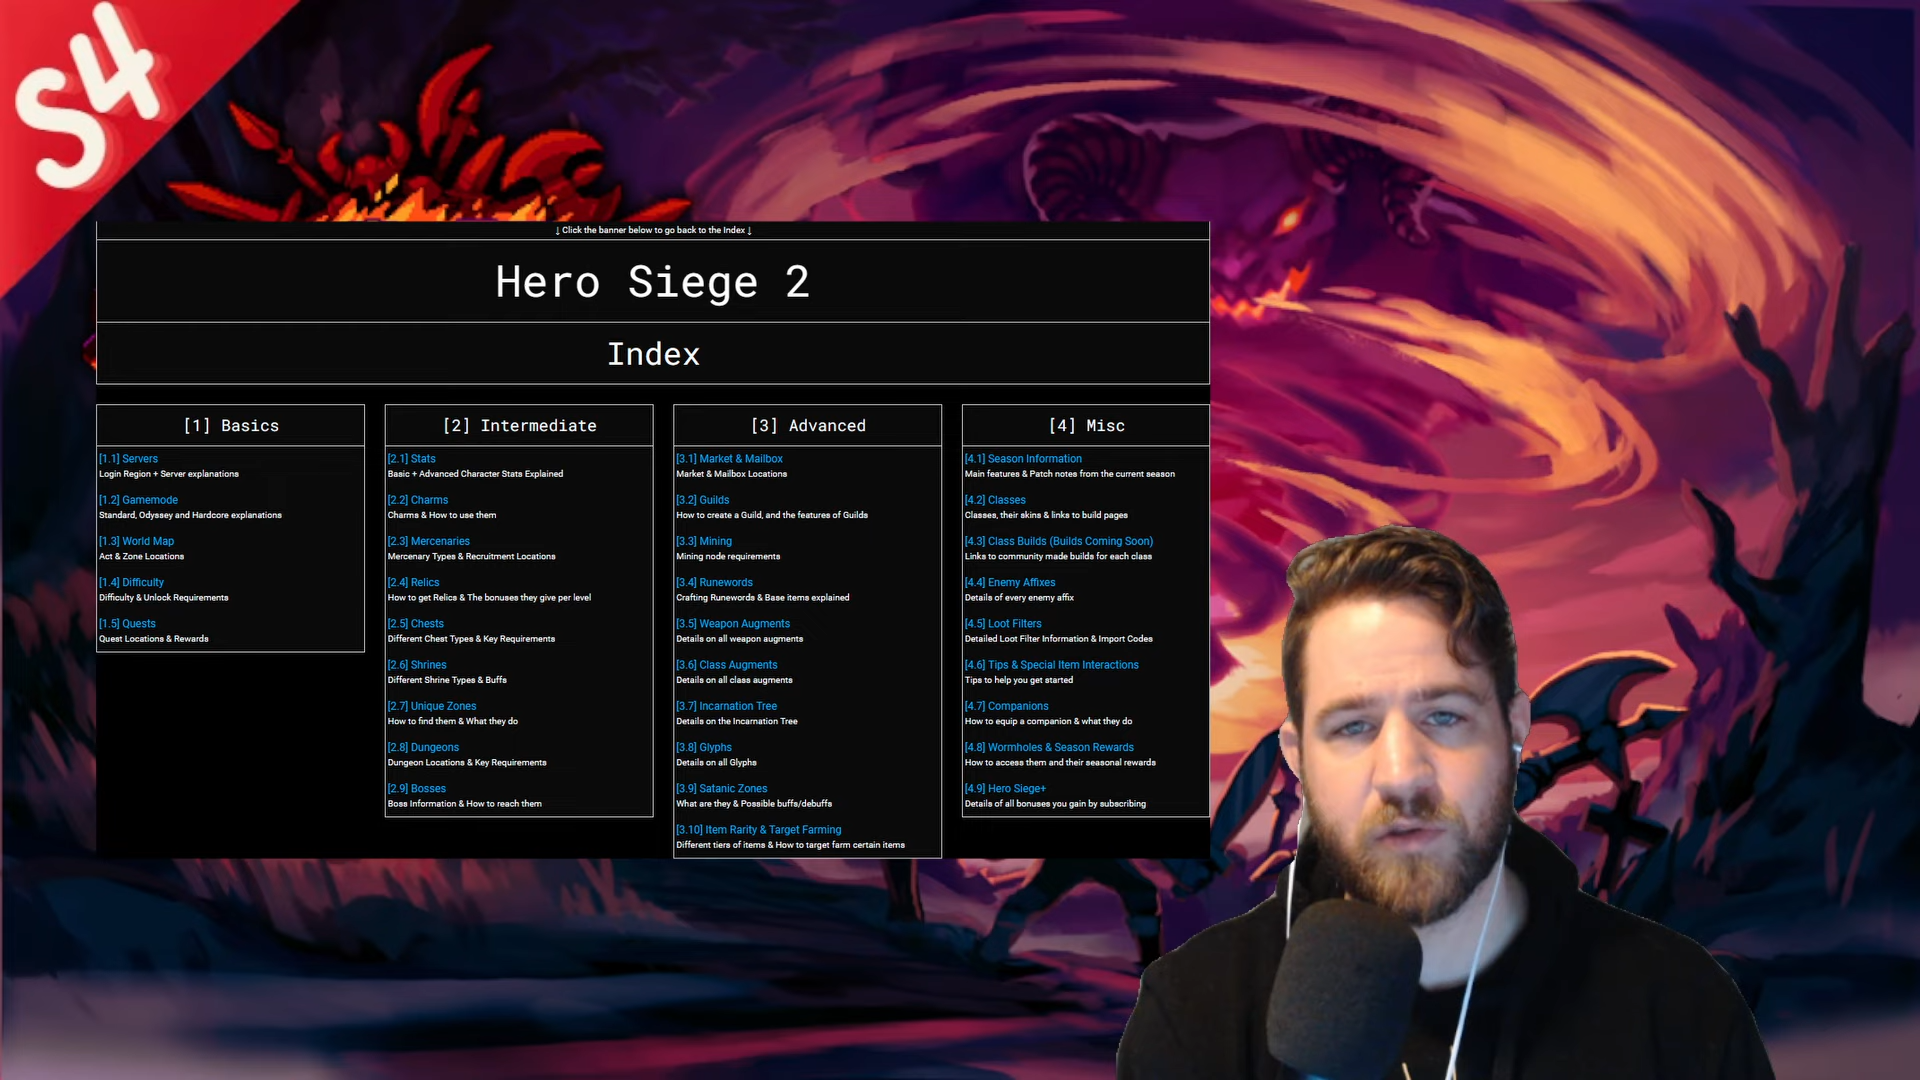 S4
↓ Click the banner below to go back to the Index ↓
Hero Siege 2
Index
[1] Basics
[1.1] Servers
Login Region + Server explanations
[1.2] Gamemode
Standard, Odyssey and Hardcore explanations
[1.3] World Map
Act & Zone Locations
[1.4] Difficulty
Difficulty & Unlock Requirements
[1.5] Quests
Quest Locations & Rewards
[2] Intermediate
[2.1] Stats
Basic + Advanced Character Stats Explained
[2.2] Charms
Charms & How to use them
[2.3] Mercenaries
Mercenary Types & Recruitment Locations
[2.4] Relics
How to get Relics & The bonuses they give per level
[2.5] Chests
Different Chest Types & Key Requirements
[2.6] Shrines
Different Shrine Types & Buffs
[2.7] Unique Zones
How to find them & What they do
[2.8] Dungeons
Dungeon Locations & Key Requirements
[2.9] Bosses
Boss Information & How to reach them
[3] Advanced
[3.1] Market & Mailbox
Market & Mailbox Locations
[3.2] Guilds
How to create a Guild, and the features of Guilds
[3.3] Mining
Mining node requirements
[3.4] Runewords
Crafting Runewords & Base items explained
[3.5] Weapon Augments
Details on all weapon augments
[3.6] Class Augments
Details on all class augments
[3.7] Incarnation Tree
Details on the Incarnation Tree
[3.8] Glyphs
Details on all Glyphs
[3.9] Satanic Zones
What are they & Possible buffs/debuffs
[3.10] Item Rarity & Target Farming
Different tiers of items & How to target farm certain items
[4] Misc
[4.1] Season Information
Main features & Patch notes from the current season
[4.2] Classes
Classes, their skins & links to build pages
[4.3] Class Builds (Builds Coming Soon)
Links to community made builds for each class
[4.4] Enemy Affixes
Details of every enemy affix
[4.5] Loot Filters
Detailed Loot Filter Information & Import Codes
[4.6] Tips & Special Item Interactions
Tips to help you get started
[4.7] Companions
How to equip a companion & what they do
[4.8] Wormholes & Season Rewards
How to access them and their seasonal rewards
[4.9] Hero Siege+
Details of all bonuses you gain by subscribing